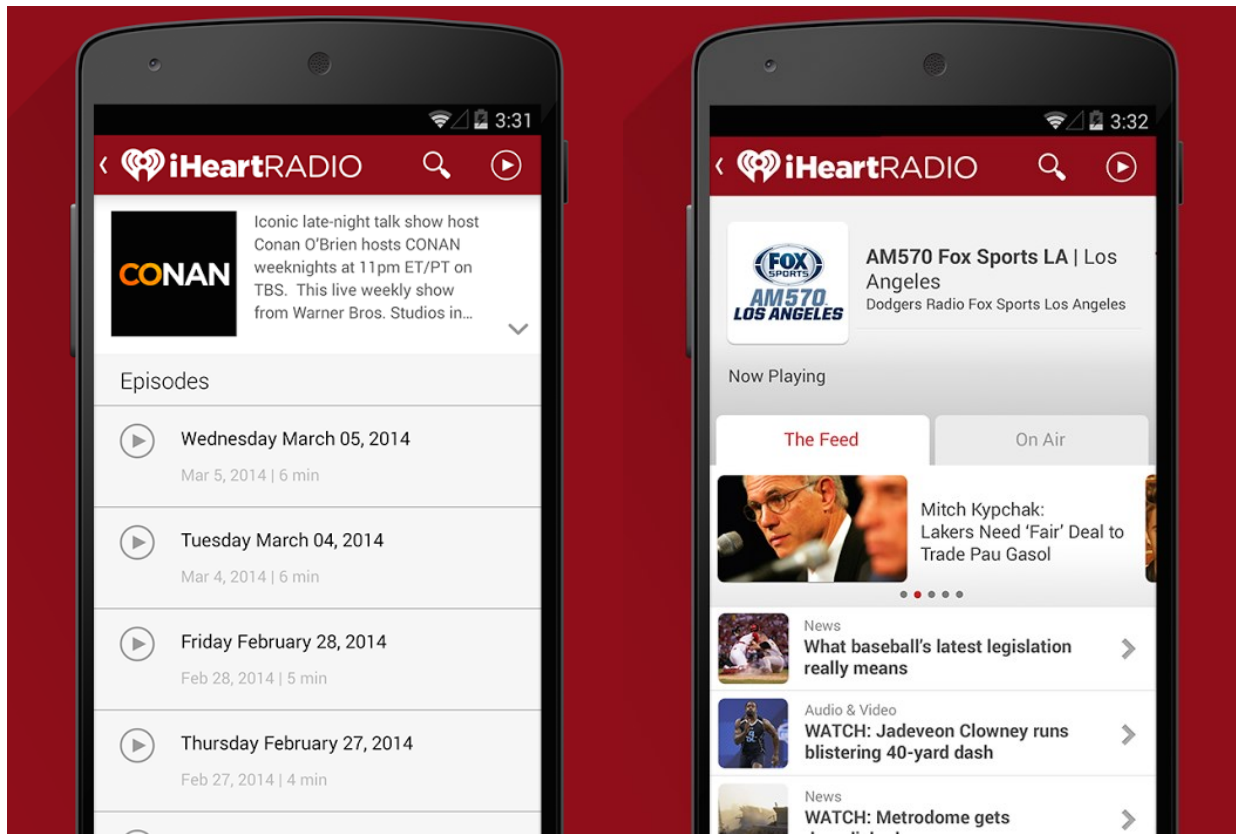 3:31
iHeartRADIO
CONAN
Iconic late-night talk show host
Conan O'Brien hosts CONAN
weeknights at 11pm ET/PT on
TBS. This live weekly show
from Warner Bros. Studios in...
Episodes
Wednesday March 05, 2014
Mar 5, 2014 | 6 min
Tuesday March 04, 2014
Mar 4, 2014 | 6 min
Friday February 28, 2014
Feb 28, 2014 | 5 min
Thursday February 27, 2014
Feb 27, 2014 | 4 min
3:32
iHeartRADIO
FOX
SPORTS
AM570
LOS ANGELES
AM570 Fox Sports LA | Los
Angeles
Dodgers Radio Fox Sports Los Angeles
Now Playing
The Feed
On Air
Mitch Kypchak:
Lakers Need ‘Fair’ Deal to
Trade Pau Gasol
News
What baseball’s latest legislation
really means
Audio & Video
WATCH: Jadeveon Clowney runs
blistering 40-yard dash
News
WATCH: Metrodome gets